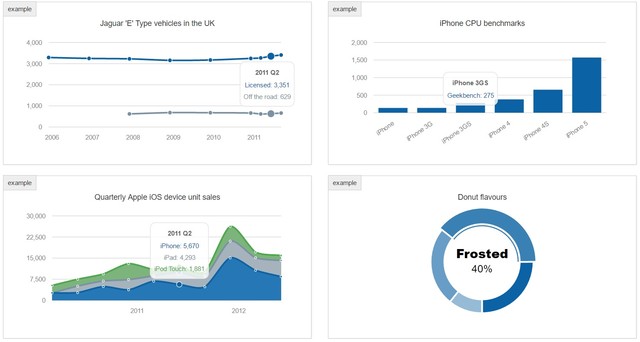 example
Jaguar 'E' Type vehicles in the UK
4,000
3,000
2,000
1,000
0
2011 Q2
Licensed: 3,351
Off the road: 629
2006 2007 2008 2009 2010 2011
example
iPhone CPU benchmarks
2,000
1,500
1,000
500
0
iPhone 3GS
Geekbench: 275
iPhone iPhone 3G iPhone 3GS iPhone 4 iPhone 4S iPhone 5
example
Quarterly Apple iOS device unit sales
30,000
22,500
15,000
7,500
0
2011 Q2
iPhone: 5,670
iPad: 4,293
iPod Touch: 1,881
2011 2012
example
Donut flavours
Frosted
40%